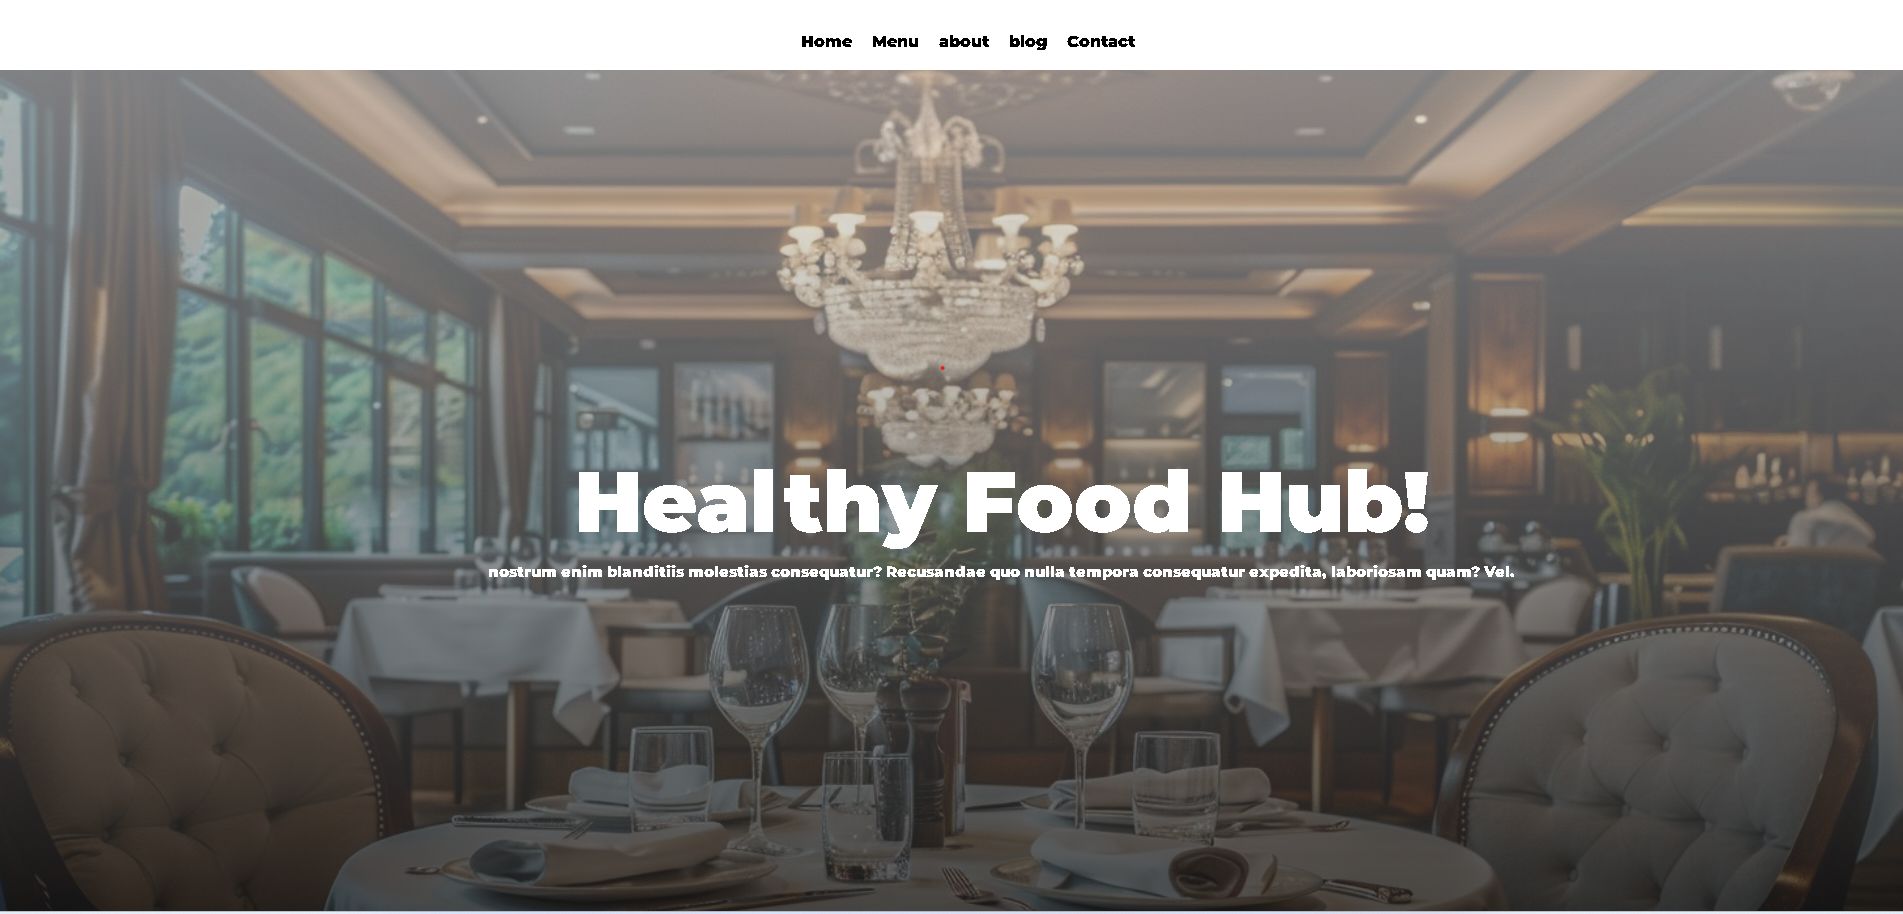 Home Menu about blog Contact
Healthy Food Hub!
nostrum enim blanditiis molestias consequatur? Recusandae quo nulla tempora consequatur expedita, laboriosam quam? Vel.